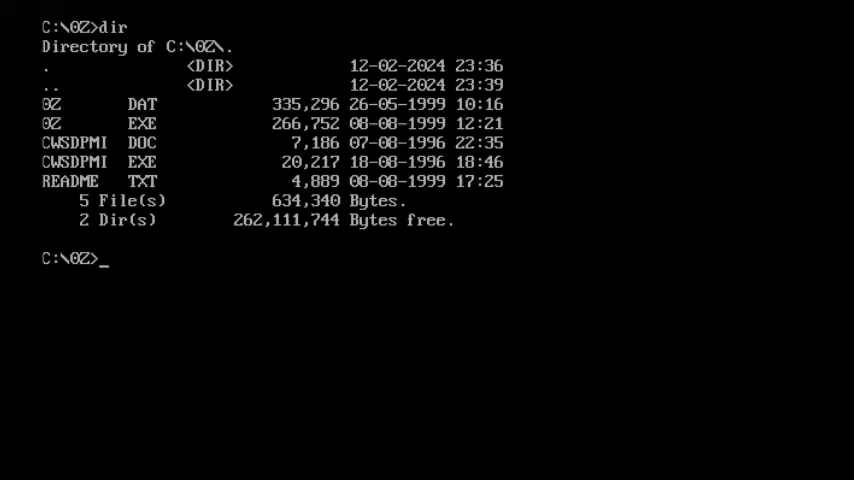 C:\0Z>dir
Directory of C:\0Z\.
.              <DIR>            12-02-2024 23:36
..             <DIR>            12-02-2024 23:39
0Z       DAT            335,296 26-05-1999 10:16
0Z       EXE            266,752 08-08-1999 12:21
CWSDPMI  DOC              7,186 07-08-1996 22:35
CWSDPMI  EXE             20,217 18-08-1996 18:46
README   TXT              4,889 08-08-1999 17:25
    5 File(s)           634,340 Bytes.
    2 Dir(s)        262,111,744 Bytes free.
C:\0Z>_